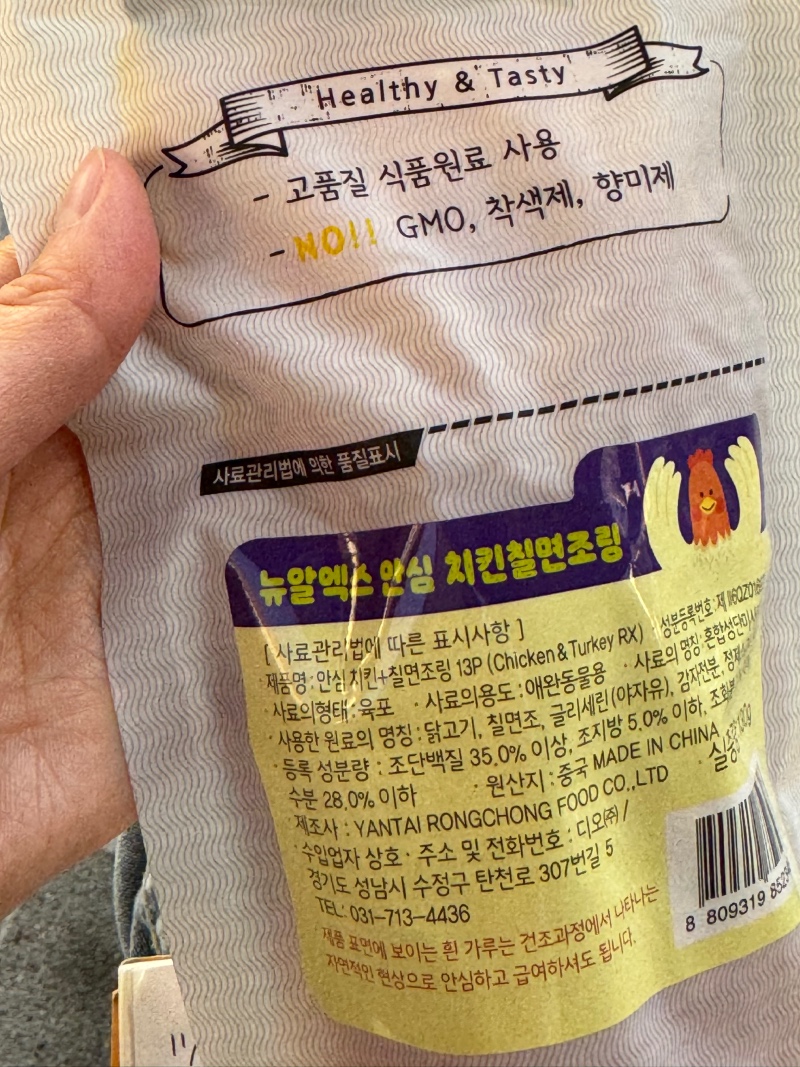 Healthy & Tasty
- 고품질 식품원료 사용
- NO!! GMO, 착색제, 향미제
사료관리법에 의한 품질표시
뉴알엑스 안심 치킨칠면조링
[ 사료관리법에 따른 표시사항 ]
· 성분등록번호 : 제
· 제품명 : 안심 치킨+칠면조링 13P (Chicken & Turkey RX)
· 사료의 명칭 : 혼합성단미
· 사료의형태 : 육포 · 사료의용도 : 애완동물용
· 사용한 원료의 명칭 : 닭고기, 칠면조, 글리세린(야자유), 감자전분,
· 등록 성분량 : 조단백질 35.0% 이상, 조지방 5.0% 이하,
수분 28.0% 이하 · 원산지 : 중국 MADE IN CHINA
· 제조사 : YANTAI RONGCHONG FOOD CO.,LTD
· 수입업자 상호 · 주소 및 전화번호 : 디오㈜ /
경기도 성남시 수정구 탄천로 307번길 5
TEL: 031-713-4436
제품 표면에 보이는 흰 가루는 건조과정에서 나타나는
자연적인 현상으로 안심하고 급여하셔도 됩니다.
8 809319